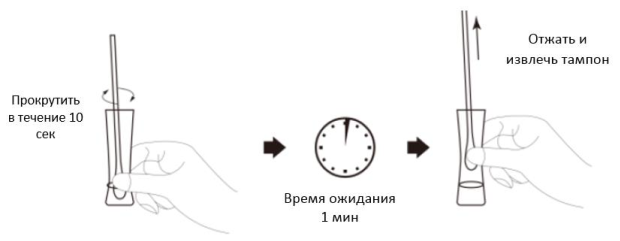 Прокрутить
в течение 10
сек
Время ожидания
1 мин
Отжать и
извлечь тампон